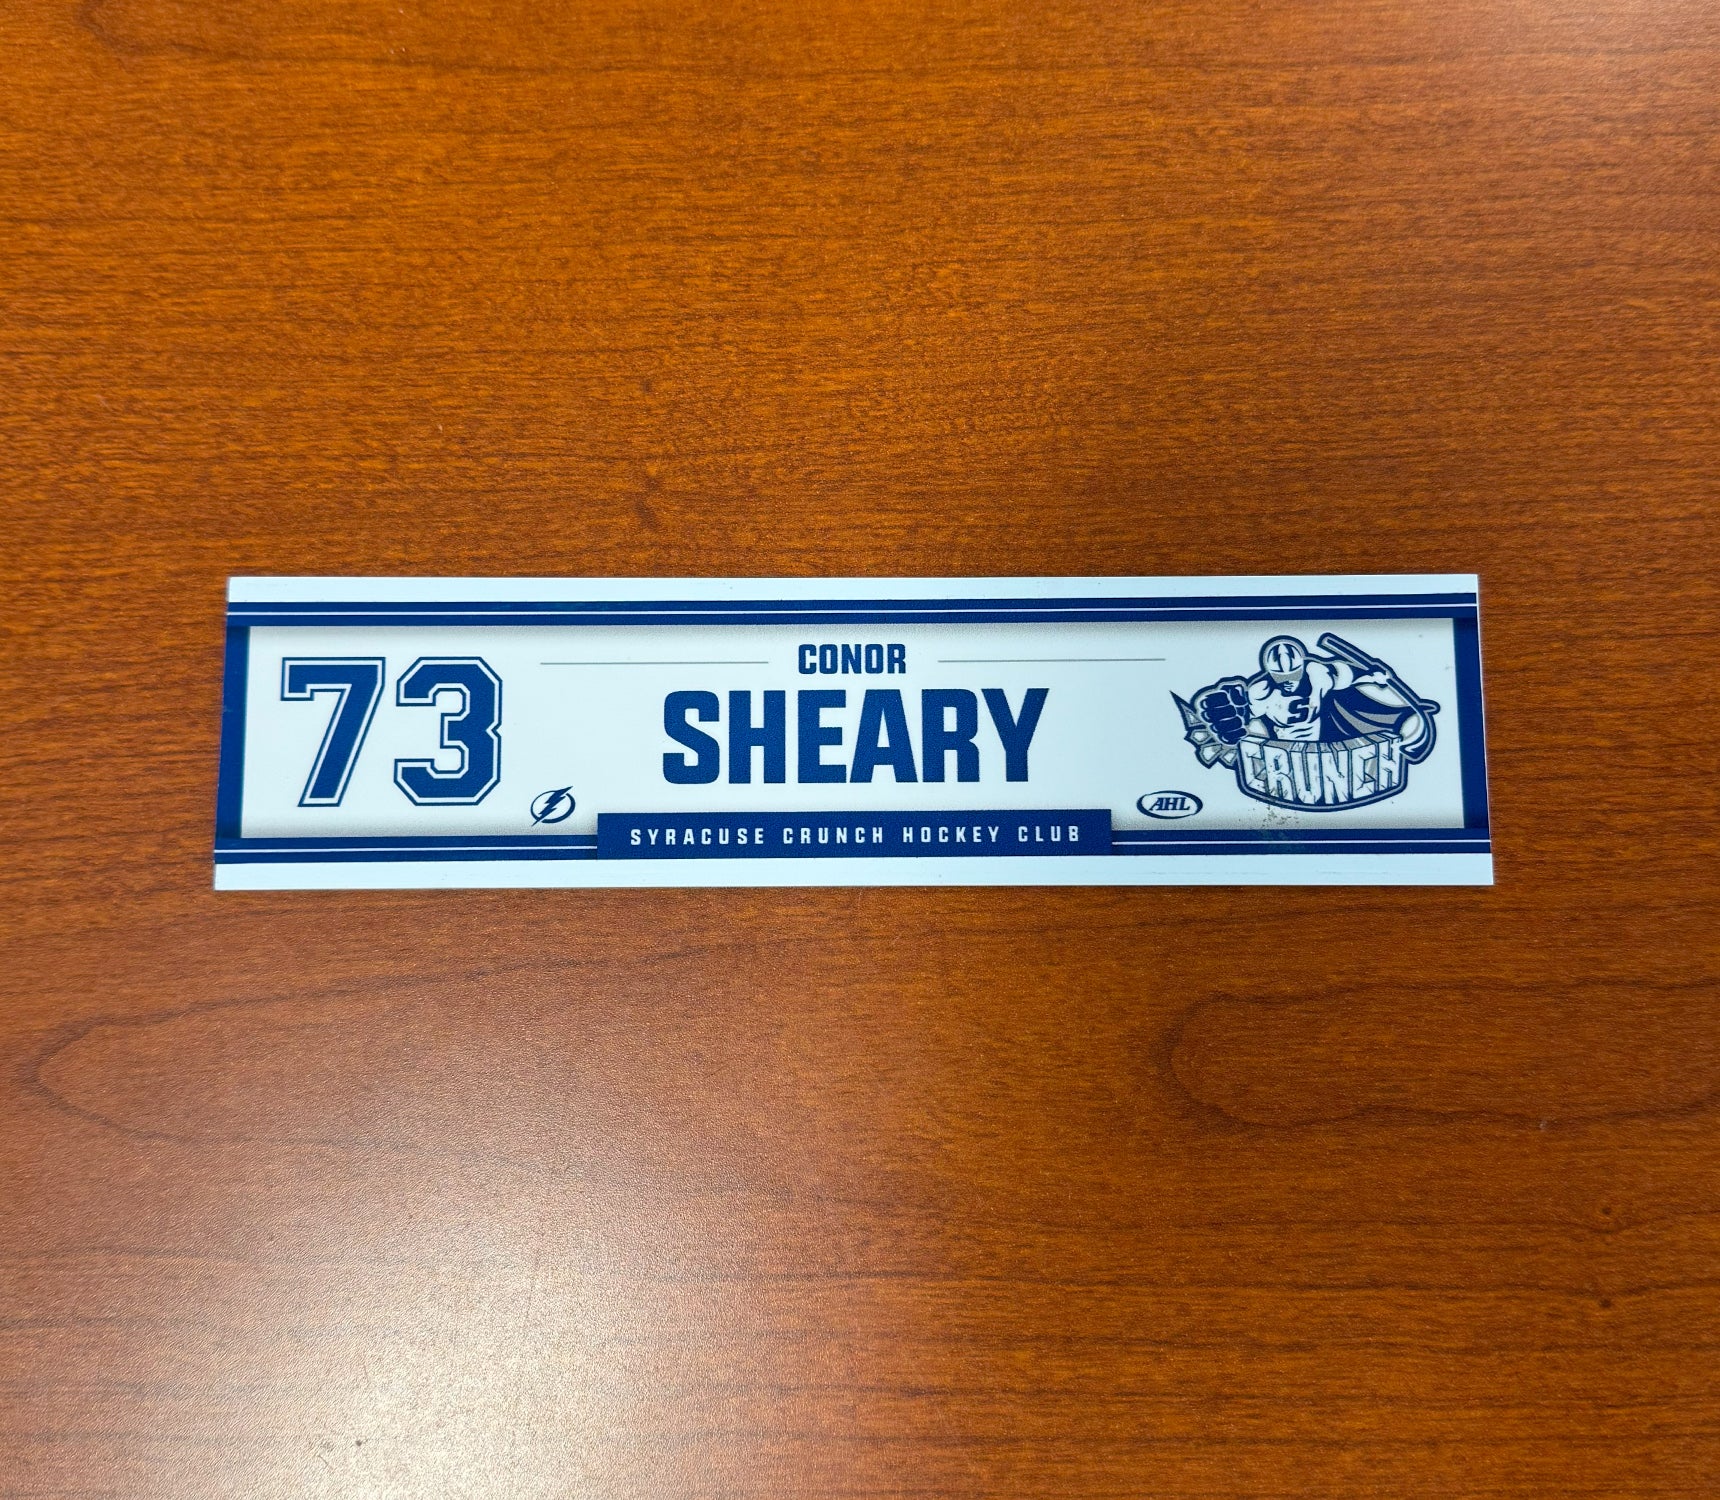 73
CONOR
SHEARY
SYRACUSE CRUNCH HOCKEY CLUB
AHL
S
CRUNCH